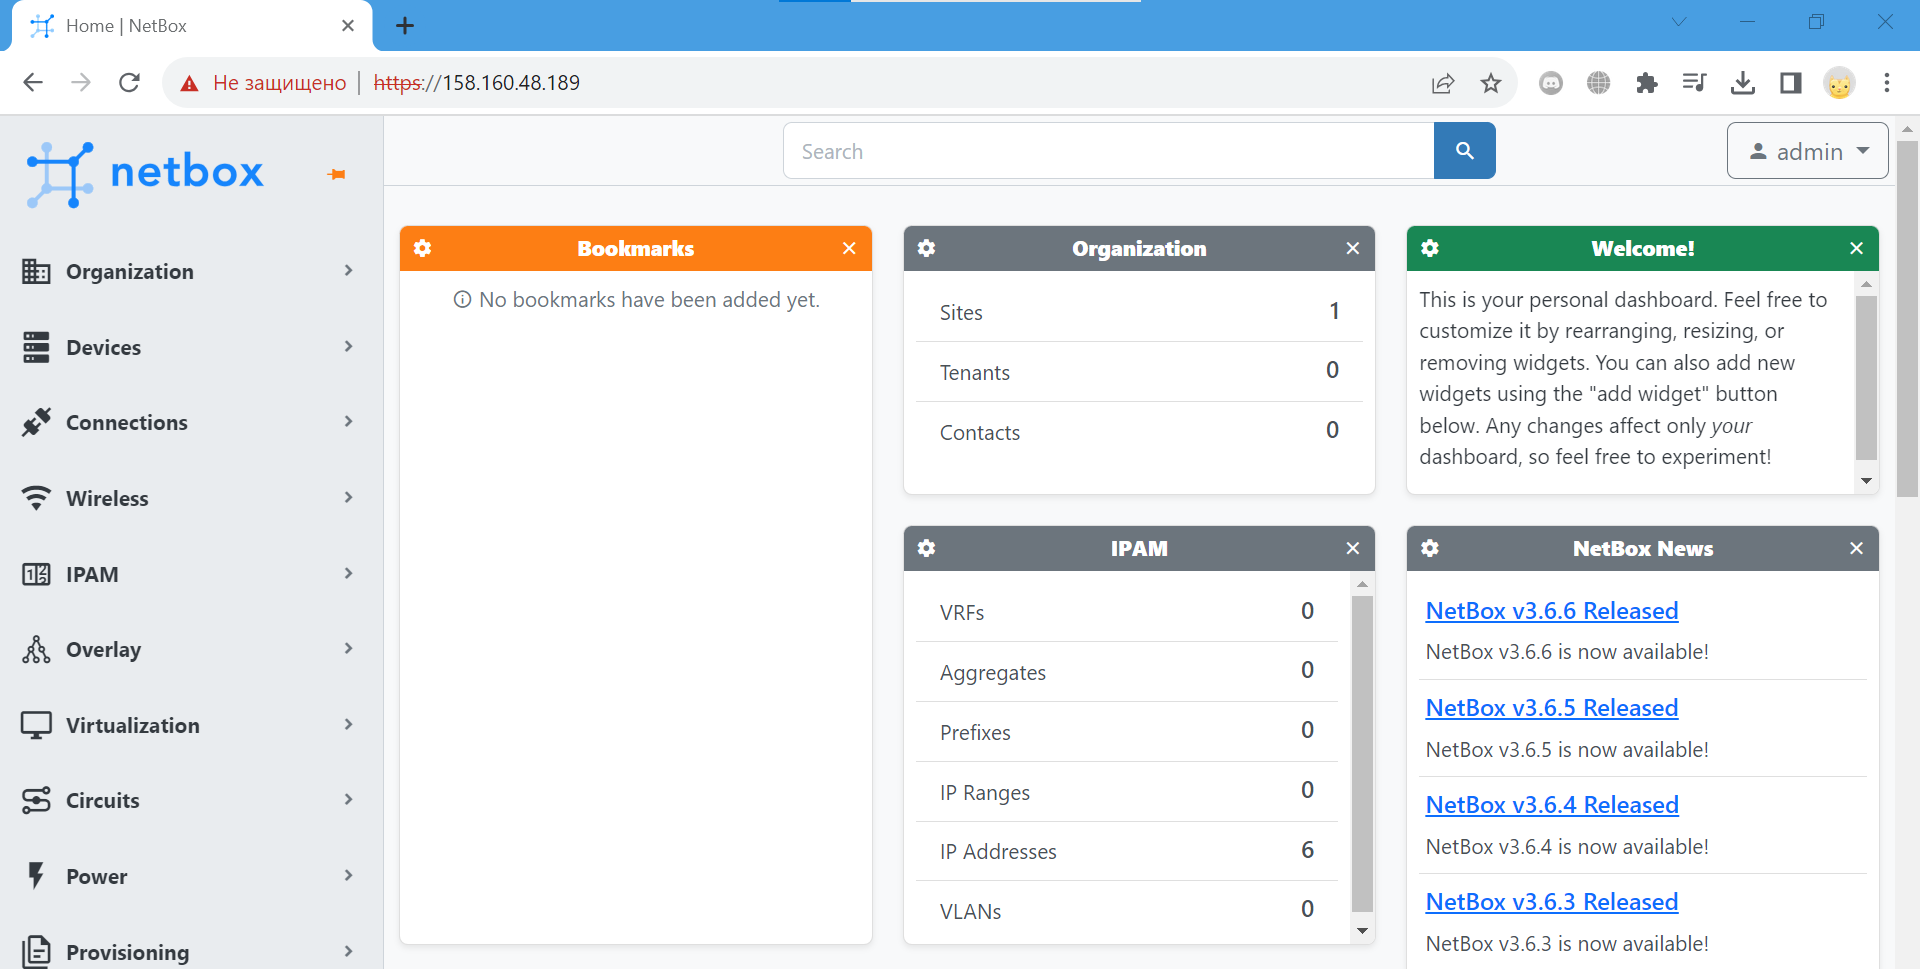 Home | NetBox
Не защищено | https://158.160.48.189
netbox
Search
admin
Organization
Devices
Connections
Wireless
IPAM
Overlay
Virtualization
Circuits
Power
Provisioning
Bookmarks
No bookmarks have been added yet.
Organization
Sites 1
Tenants 0
Contacts 0
Welcome!
This is your personal dashboard. Feel free to
customize it by rearranging, resizing, or
removing widgets. You can also add new
widgets using the "add widget" button
below. Any changes affect only your
dashboard, so feel free to experiment!
IPAM
VRFs 0
Aggregates 0
Prefixes 0
IP Ranges 0
IP Addresses 6
VLANs 0
NetBox News
NetBox v3.6.6 Released
NetBox v3.6.6 is now available!
NetBox v3.6.5 Released
NetBox v3.6.5 is now available!
NetBox v3.6.4 Released
NetBox v3.6.4 is now available!
NetBox v3.6.3 Released
NetBox v3.6.3 is now available!